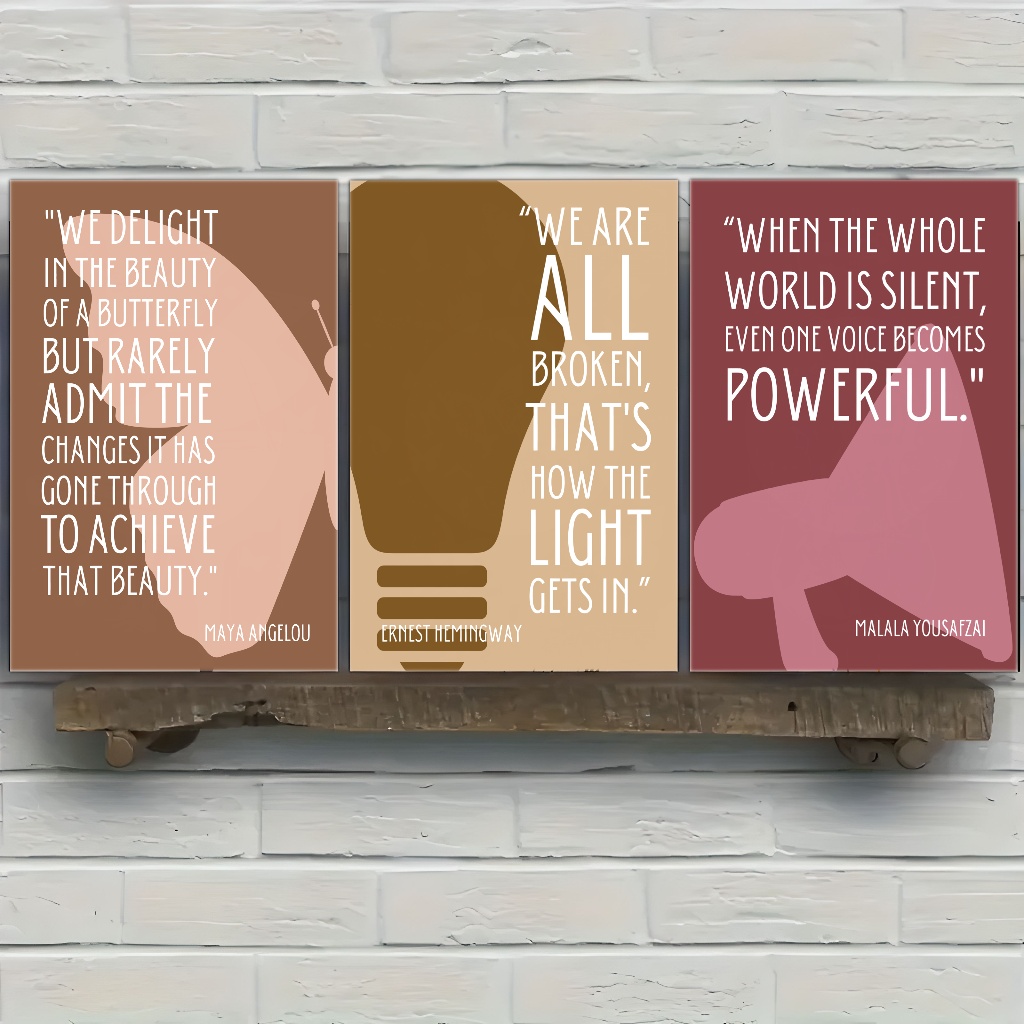 "WE DELIGHT
IN THE BEAUTY
OF A BUTTERFLY
BUT RARELY
ADMIT THE
CHANGES IT HAS
GONE THROUGH
TO ACHIEVE
THAT BEAUTY."
MAYA ANGELOU
“WE ARE
ALL
BROKEN,
THAT'S
HOW THE
LIGHT
GETS IN.”
ERNEST HEMINGWAY
“WHEN THE WHOLE
WORLD IS SILENT,
EVEN ONE VOICE BECOMES
POWERFUL."
MALALA YOUSAFZAI